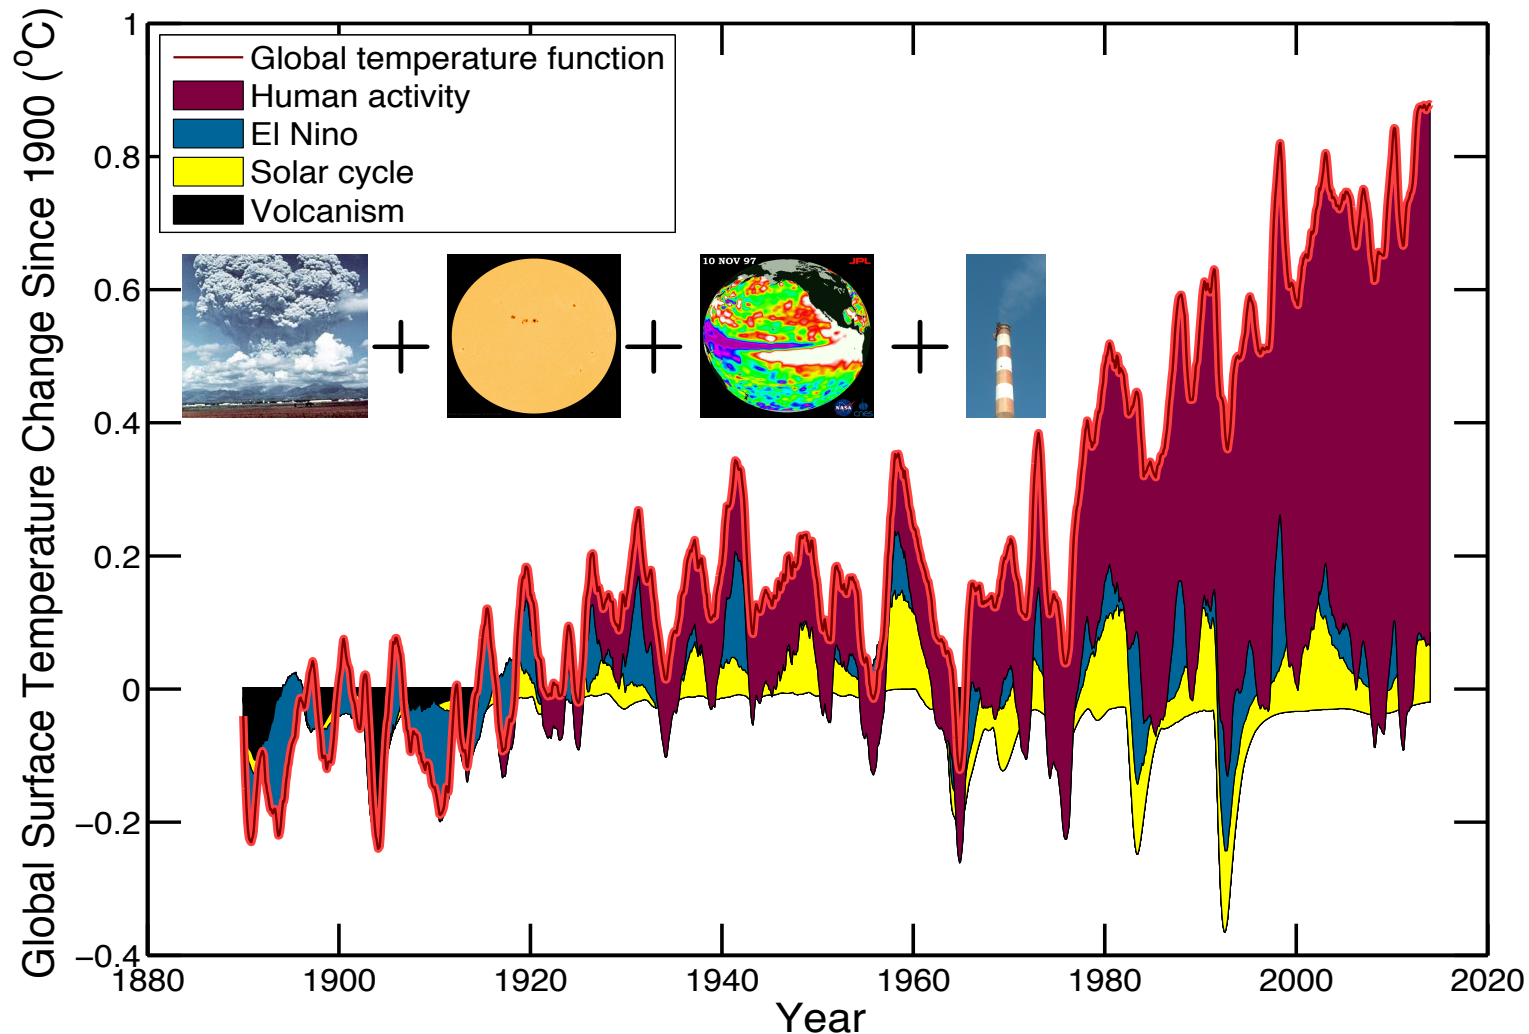 Global Surface Temperature Change Since 1900 (°C)
1
0.8
0.6
0.4
0.2
0
−0.2
−0.4
Global temperature function
Human activity
El Nino
Solar cycle
Volcanism
10 NOV 97
JPL
NASA
cnes
1880
1900
1920
1940
1960
1980
2000
2020
Year